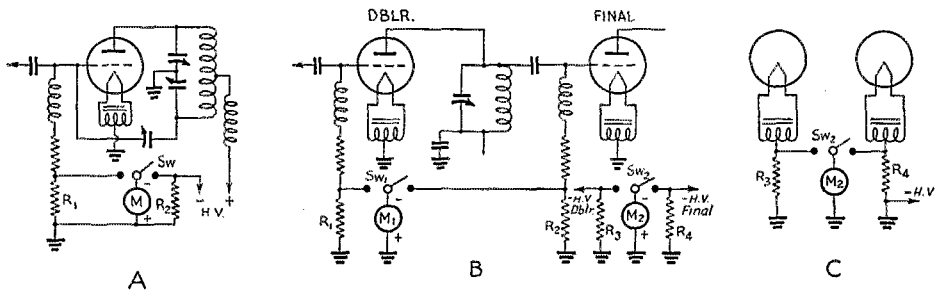 DBLR.
FINAL
Sw
R₁
M
-
+
R₂
-
+
H.V.
A
Sw₁
R₁
M₁
-
+
-H.V.
Dblr.
R₂
R₃
Sw₂
M₂
-
+
-H.V.
Final
R₄
B
Sw₂
R₃
M₂
R₄
-H.V.
C